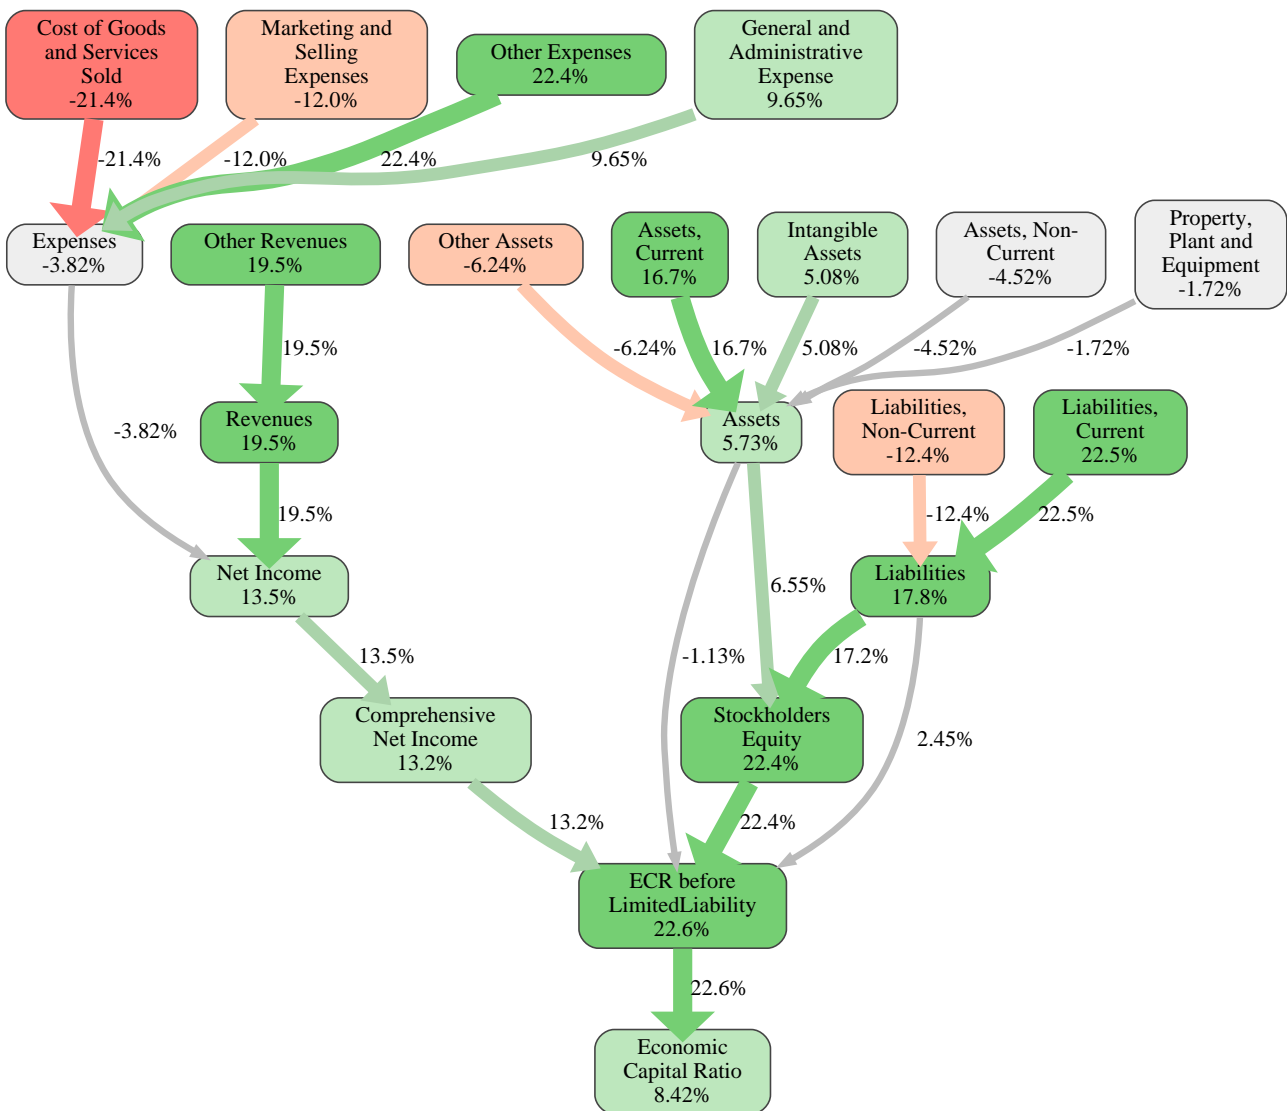 Cost of Goods
and Services
Sold
-21.4%
Marketing and
Selling
Expenses
-12.0%
Other Expenses
22.4%
General and
Administrative
Expense
9.65%
-21.4%
-12.0%
22.4%
9.65%
Expenses
-3.82%
Other Revenues
19.5%
Other Assets
-6.24%
Assets,
Current
16.7%
Intangible
Assets
5.08%
Assets, Non-
Current
-4.52%
Property,
Plant and
Equipment
-1.72%
19.5%
-6.24%
16.7%
5.08%
-4.52%
-1.72%
-3.82%
Revenues
19.5%
Assets
5.73%
Liabilities,
Non-Current
-12.4%
Liabilities,
Current
22.5%
19.5%
-12.4%
22.5%
Net Income
13.5%
6.55%
Liabilities
17.8%
13.5%
-1.13%
17.2%
Comprehensive
Net Income
13.2%
Stockholders
Equity
22.4%
2.45%
13.2%
22.4%
ECR before
LimitedLiability
22.6%
22.6%
Economic
Capital Ratio
8.42%